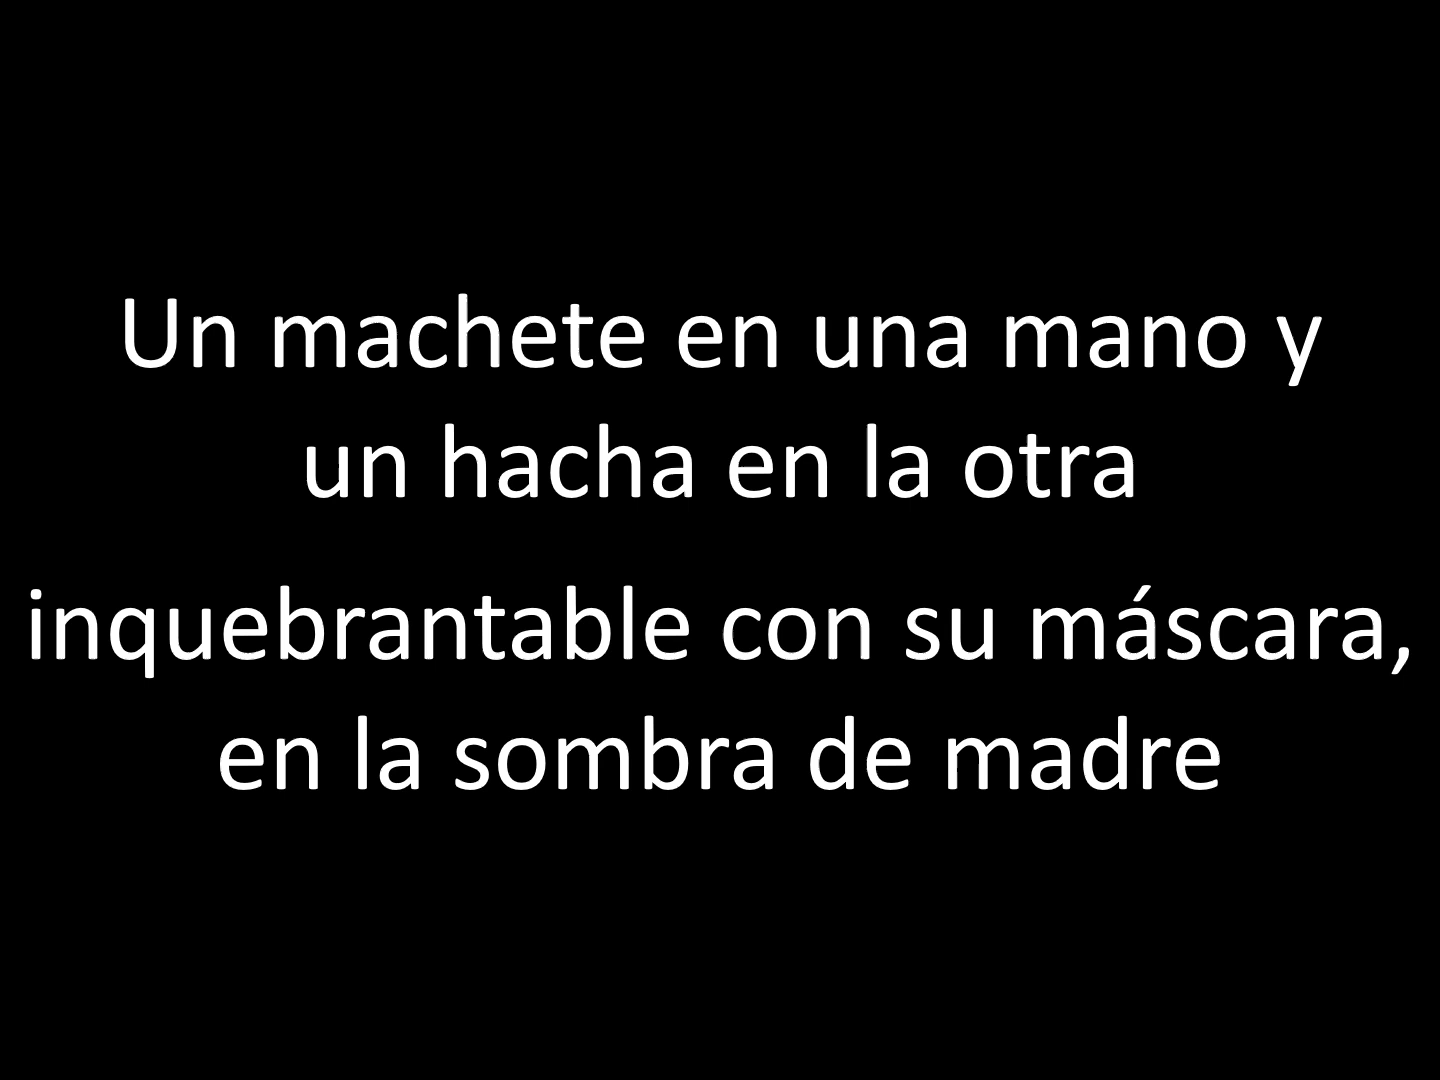 Un machete en una mano y
un hacha en la otra
inquebrantable con su máscara,
en la sombra de madre